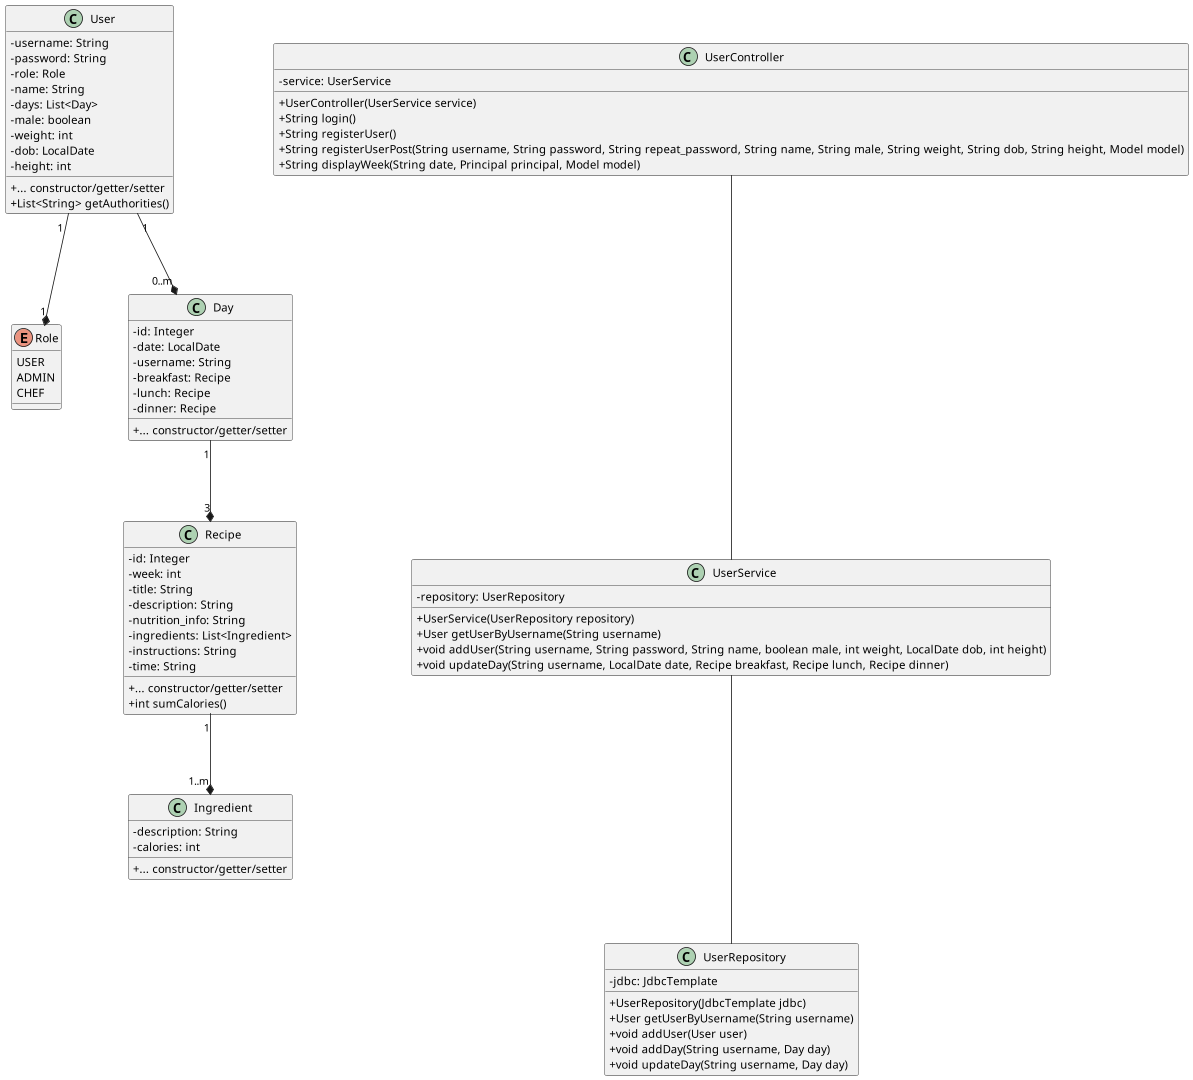 C User
-username: String
-password: String
-role: Role
-name: String
-days: List<Day>
-male: boolean
-weight: int
-dob: LocalDate
-height: int
+... constructor/getter/setter
+List<String> getAuthorities()
1
1
1
0..m
E Role
USER
ADMIN
CHEF
C Day
-id: Integer
-date: LocalDate
-username: String
-breakfast: Recipe
-lunch: Recipe
-dinner: Recipe
+... constructor/getter/setter
1
3
C Recipe
-id: Integer
-week: int
-title: String
-description: String
-nutrition_info: String
-ingredients: List<Ingredient>
-instructions: String
-time: String
+... constructor/getter/setter
+int sumCalories()
1
1..m
C Ingredient
-description: String
-calories: int
+... constructor/getter/setter
C UserController
-service: UserService
+UserController(UserService service)
+String login()
+String registerUser()
+String registerUserPost(String username, String password, String repeat_password, String name, String male, String weight, String dob, String height, Model model)
+String displayWeek(String date, Principal principal, Model model)
C UserService
-repository: UserRepository
+UserService(UserRepository repository)
+User getUserByUsername(String username)
+void addUser(String username, String password, String name, boolean male, int weight, LocalDate dob, int height)
+void updateDay(String username, LocalDate date, Recipe breakfast, Recipe lunch, Recipe dinner)
C UserRepository
-jdbc: JdbcTemplate
+UserRepository(JdbcTemplate jdbc)
+User getUserByUsername(String username)
+void addUser(User user)
+void addDay(String username, Day day)
+void updateDay(String username, Day day)